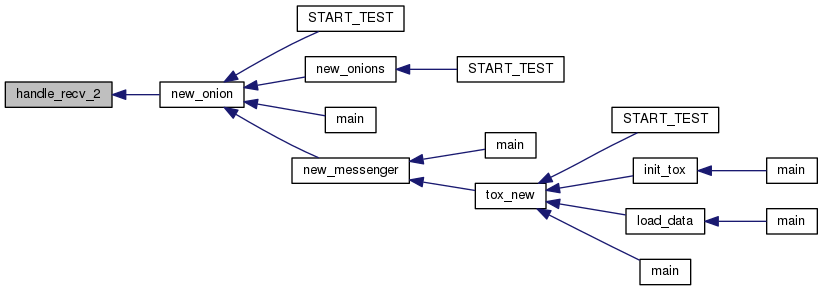 START_TEST
new_onions
START_TEST
handle_recv_2
new_onion
main
START_TEST
main
new_messenger
init_tox
main
tox_new
load_data
main
main